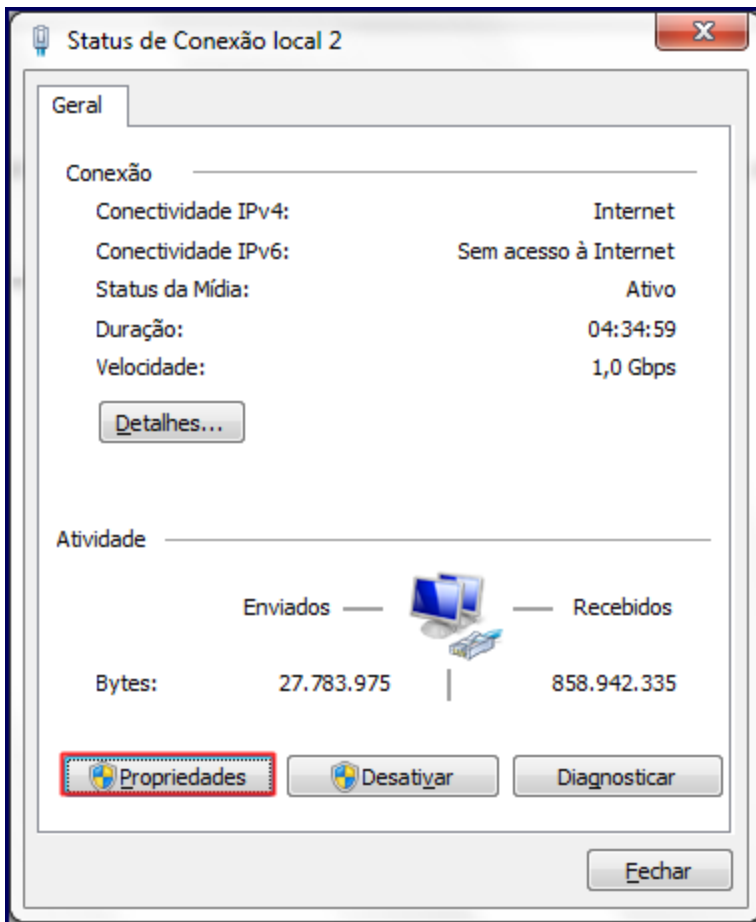 Status de Conexão local 2
Geral
Conexão
Conectividade IPv4: Internet
Conectividade IPv6: Sem acesso à Internet
Status da Mídia: Ativo
Duração: 04:34:59
Velocidade: 1,0 Gbps
Detalhes...
Atividade
Enviados Recebidos
Bytes: 27.783.975 858.942.335
Propriedades Desativar Diagnosticar
Fechar